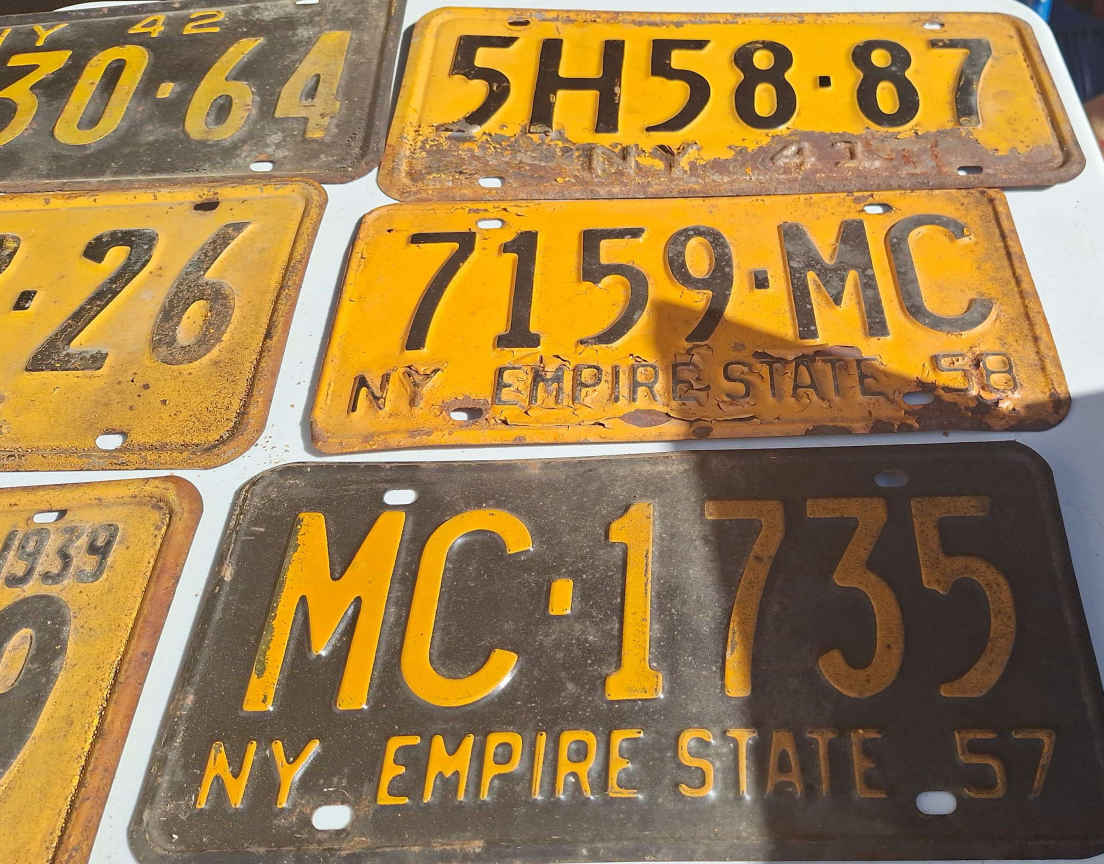 NY 42
30·64
5H58·87
NY 41
·26
7159·MC
NY EMPIRE STATE 58
1939
MC·1735
NY EMPIRE STATE 57